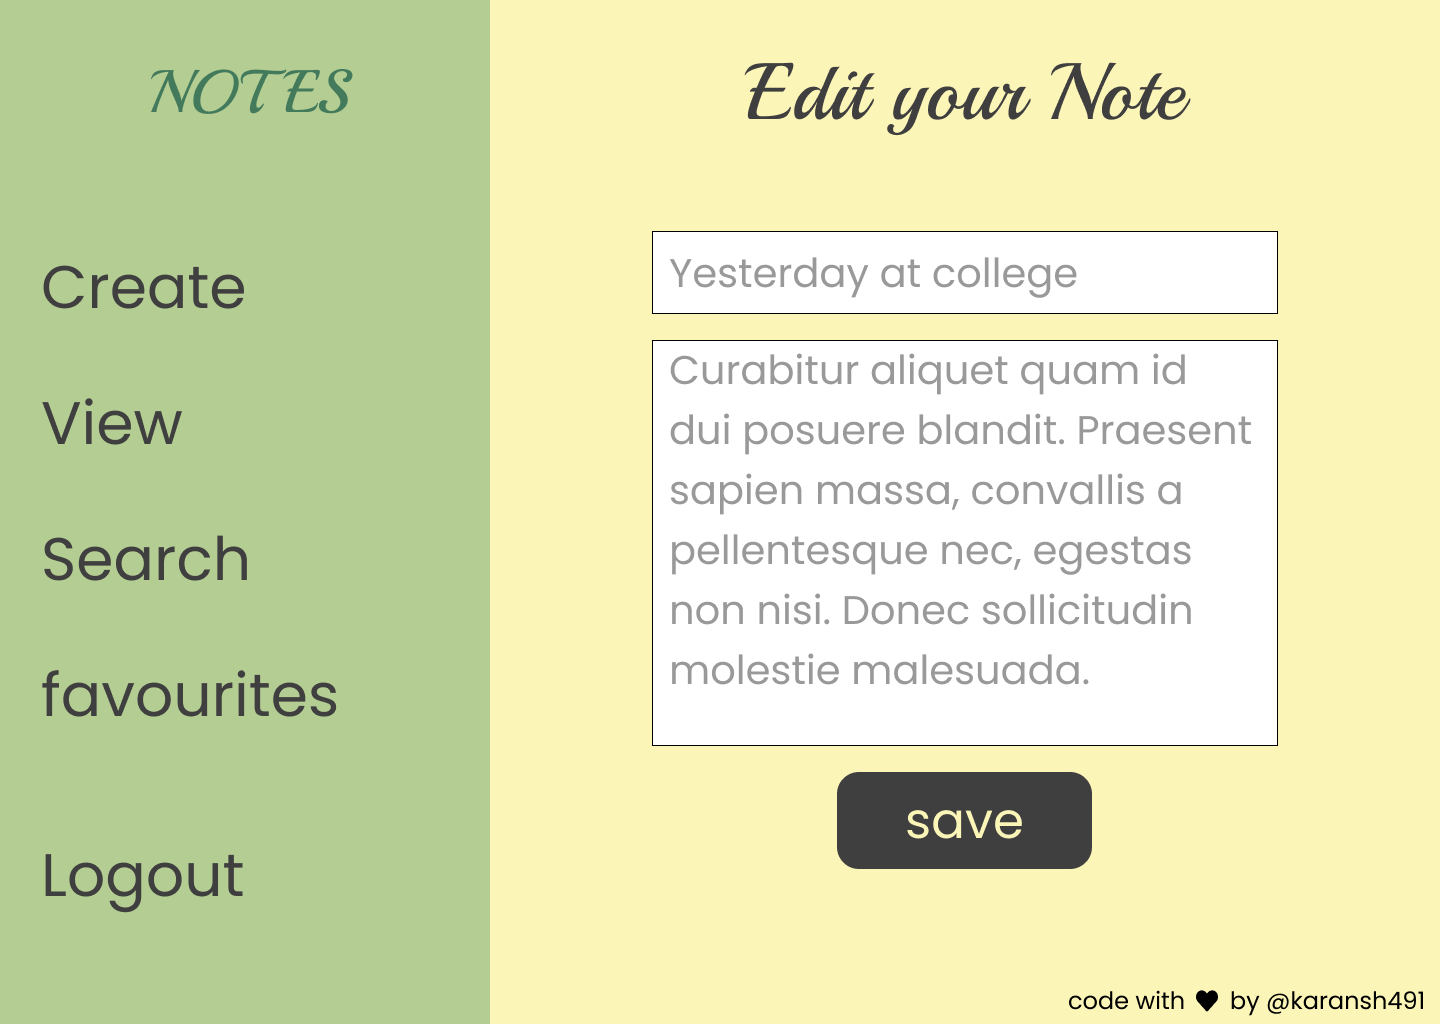 NOTES
Create
View
Search
favourites
Logout
Edit your Note
Yesterday at college
Curabitur aliquet quam id
dui posuere blandit. Praesent
sapien massa, convallis a
pellentesque nec, egestas
non nisi. Donec sollicitudin
molestie malesuada.
save
code with ♥ by @karansh491